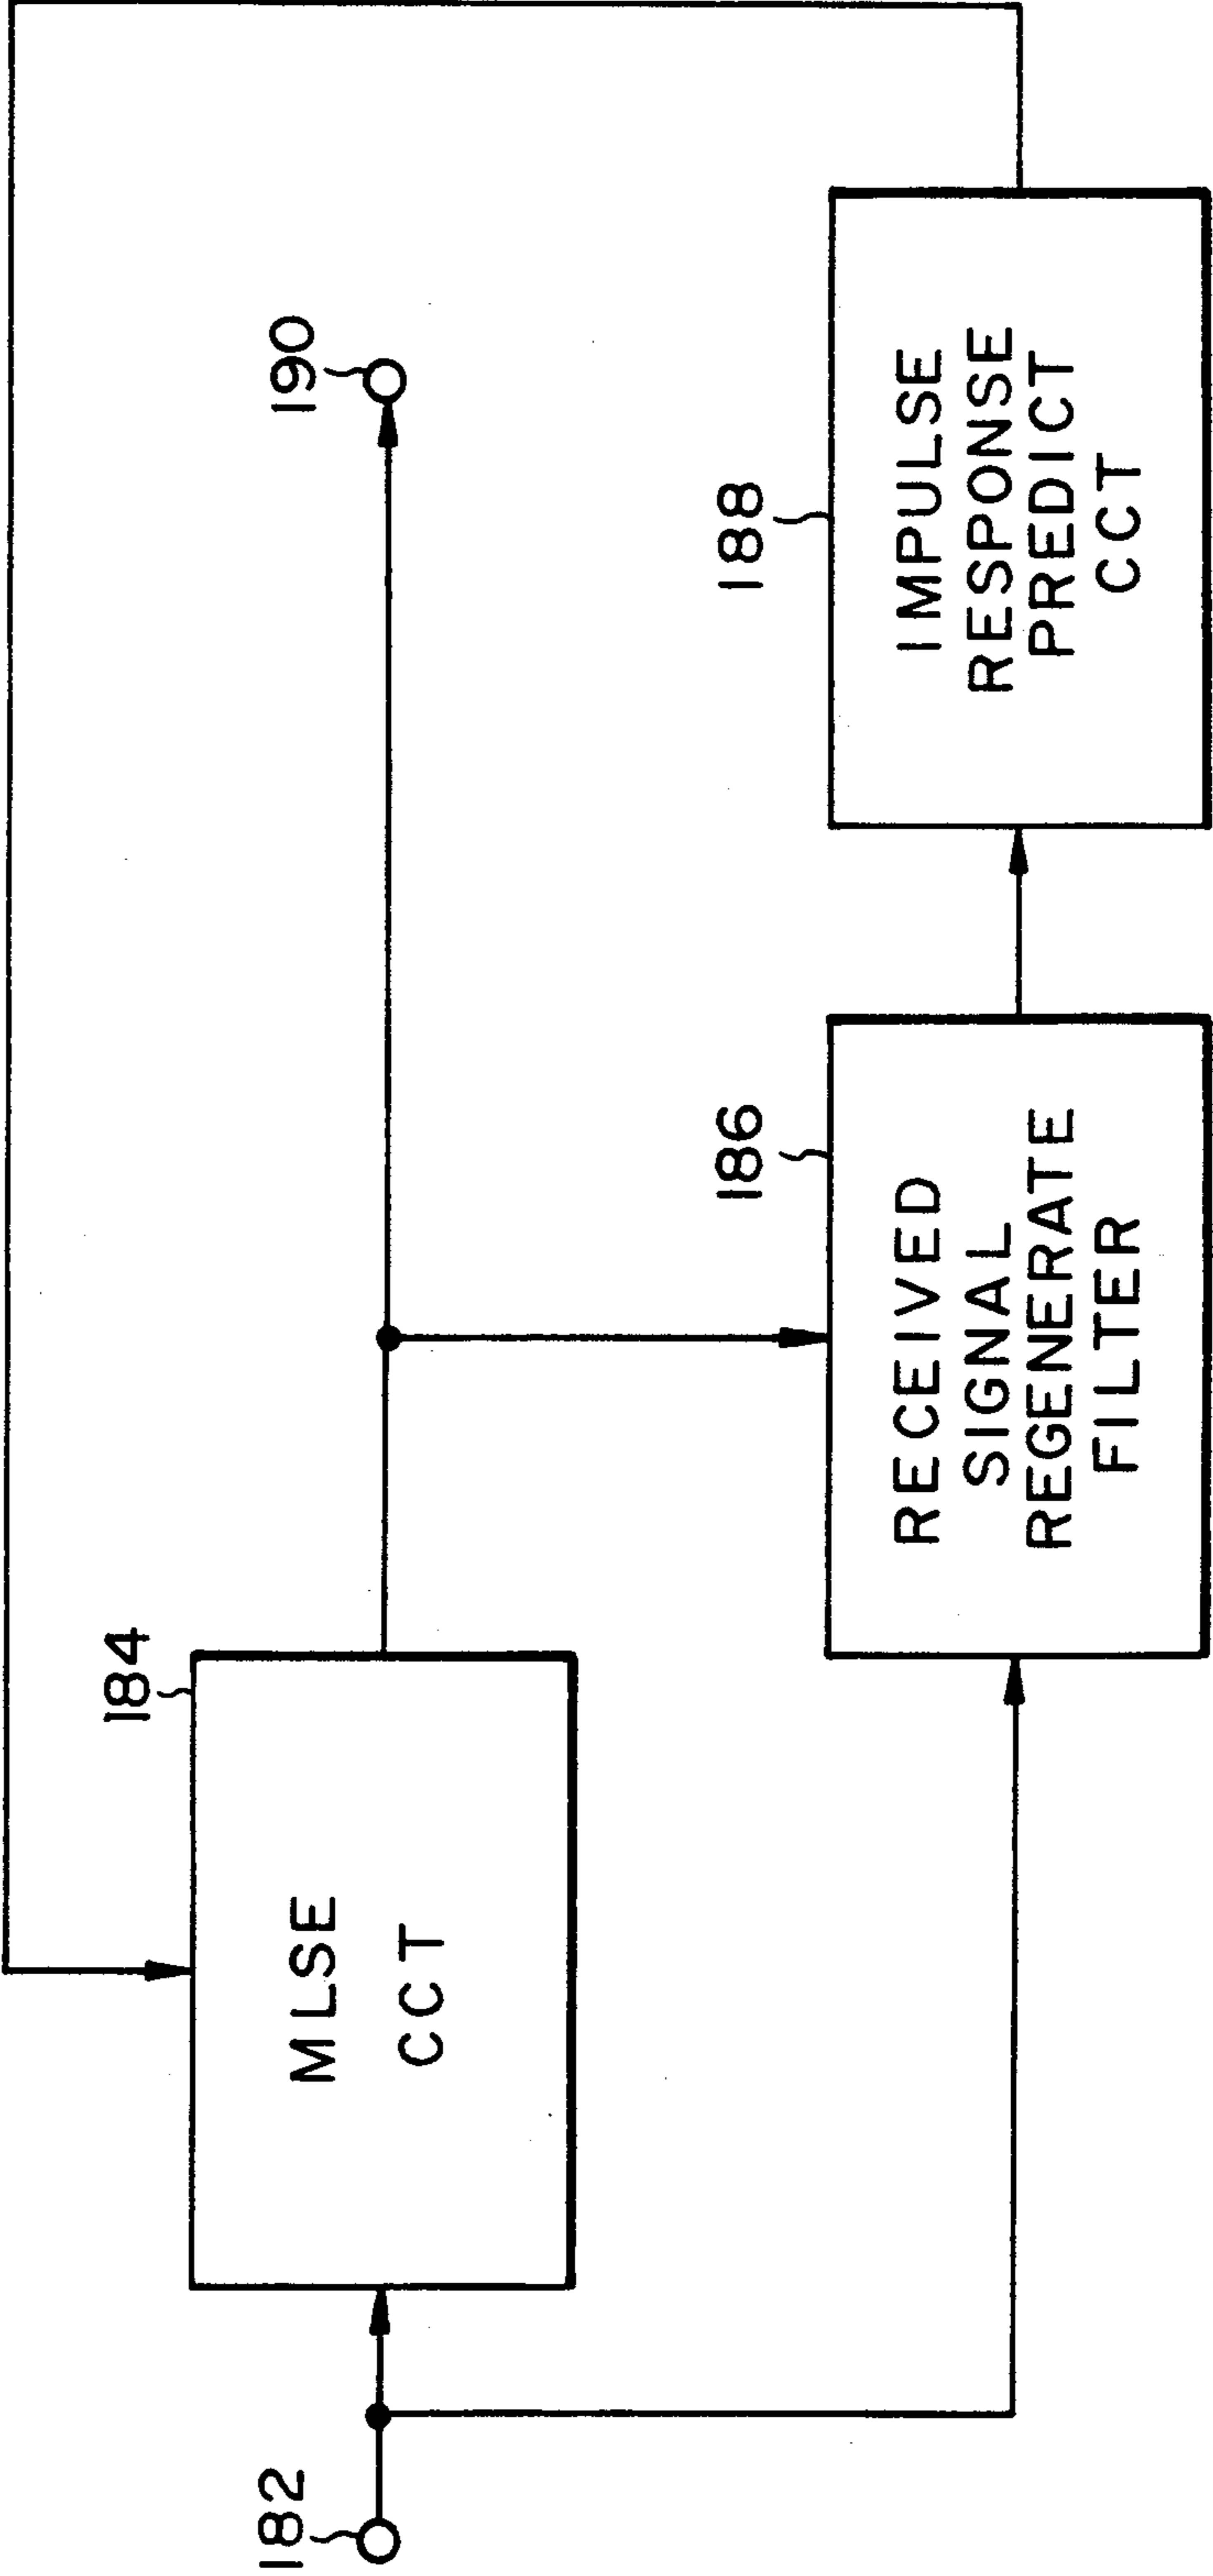 182
184
MLSE
CCT
186
RECEIVED
SIGNAL
REGENERATE
FILTER
188
IMPULSE
RESPONSE
PREDICT
CCT
190